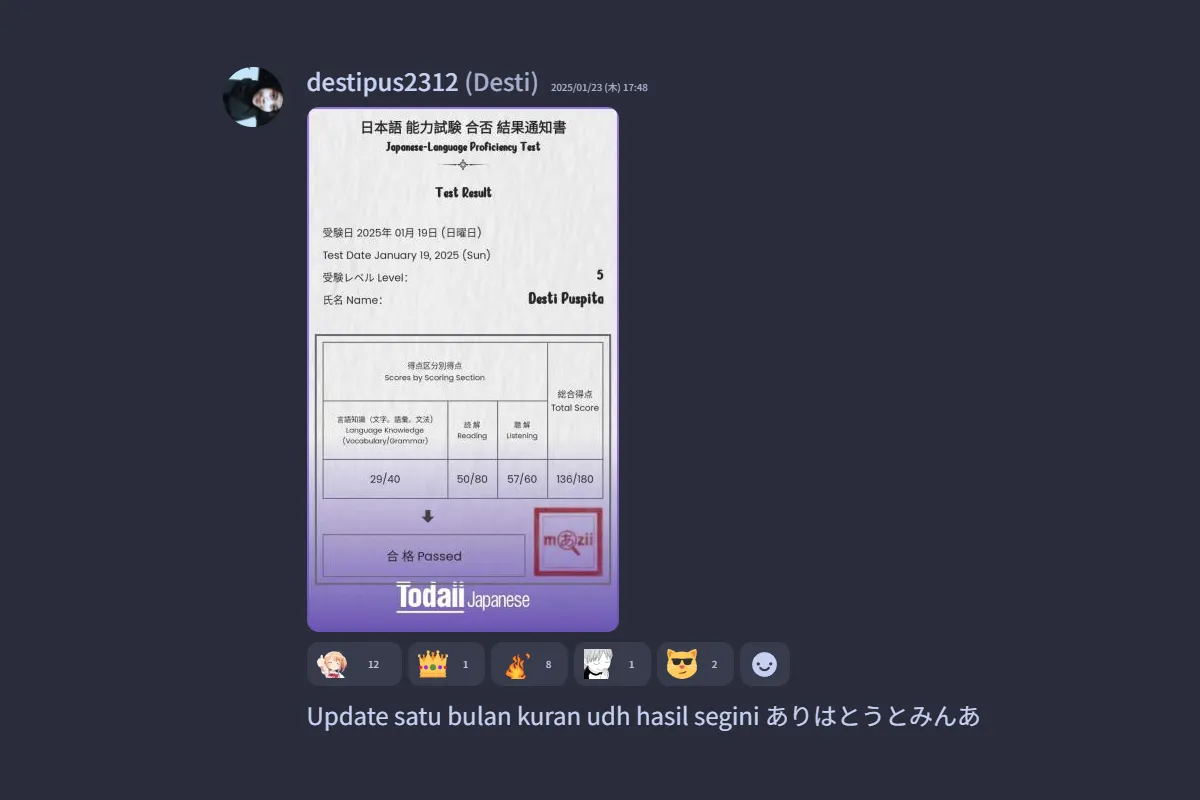 destipus2312 (Desti) 2025/01/23 (木) 17:48
日本語 能力試験 合否 結果通知書
Japanese-Language Proficiency Test
Test Result
受験日 2025年 01月 19日 (日曜日)
Test Date January 19, 2025 (Sun)
受験レベル Level: 5
氏名 Name: Desti Puspita
得点区分別得点
Scores by Scoring Section
総合得点
Total Score
言語知識（文字。語彙。文法）
Language Knowledge
(Vocabulary/Grammar)
読 解
Reading
聴 解
Listening
29/40 50/80 57/60 136/180
合 格 Passed
mあzii
Todaii Japanese
12 1 8 1 2
Update satu bulan kuran udh hasil segini ありはとうとみんあ